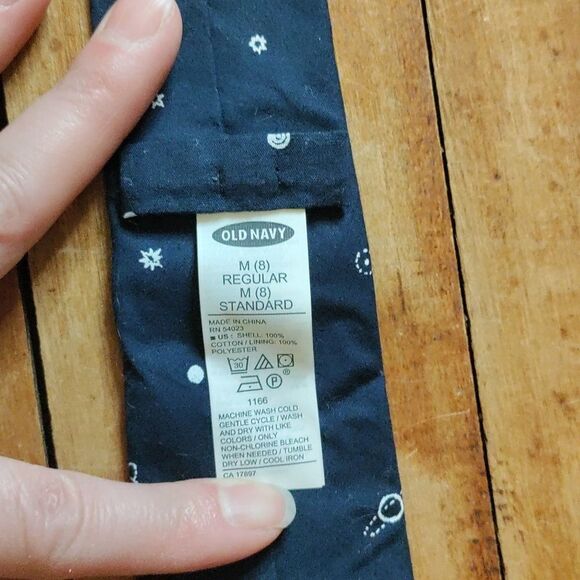 OLD NAVY
M (8)
REGULAR
M (8)
STANDARD
MADE IN CHINA
RN 54023
US : SHELL: 100%
COTTON / LINING: 100%
POLYESTER
30
P
1166
MACHINE WASH COLD
GENTLE CYCLE / WASH
AND DRY WITH LIKE
COLORS / ONLY
NON-CHLORINE BLEACH
WHEN NEEDED / TUMBLE
DRY LOW / COOL IRON
CA 17897